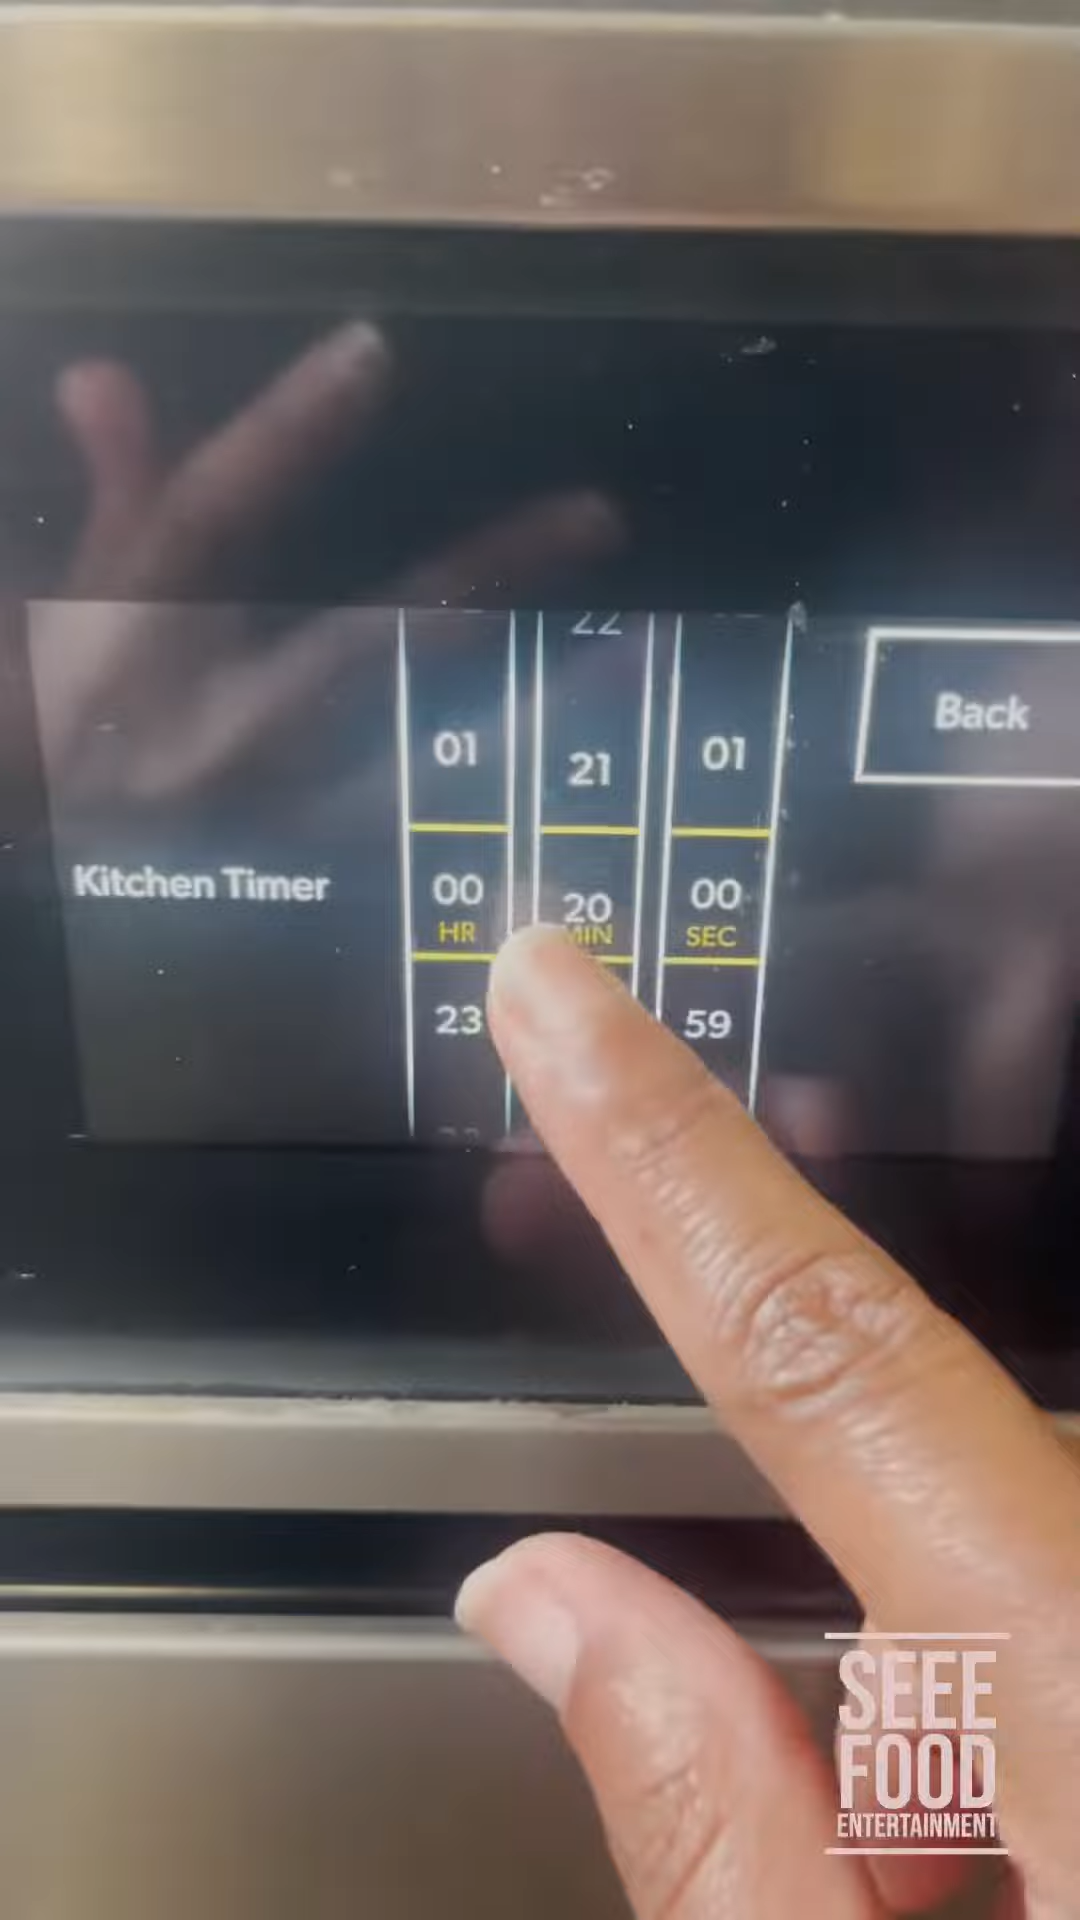 22
01 21 01
Back
Kitchen Timer
00 20 00
HR MIN SEC
23 59
SEEE
FOOD
ENTERTAINMENT